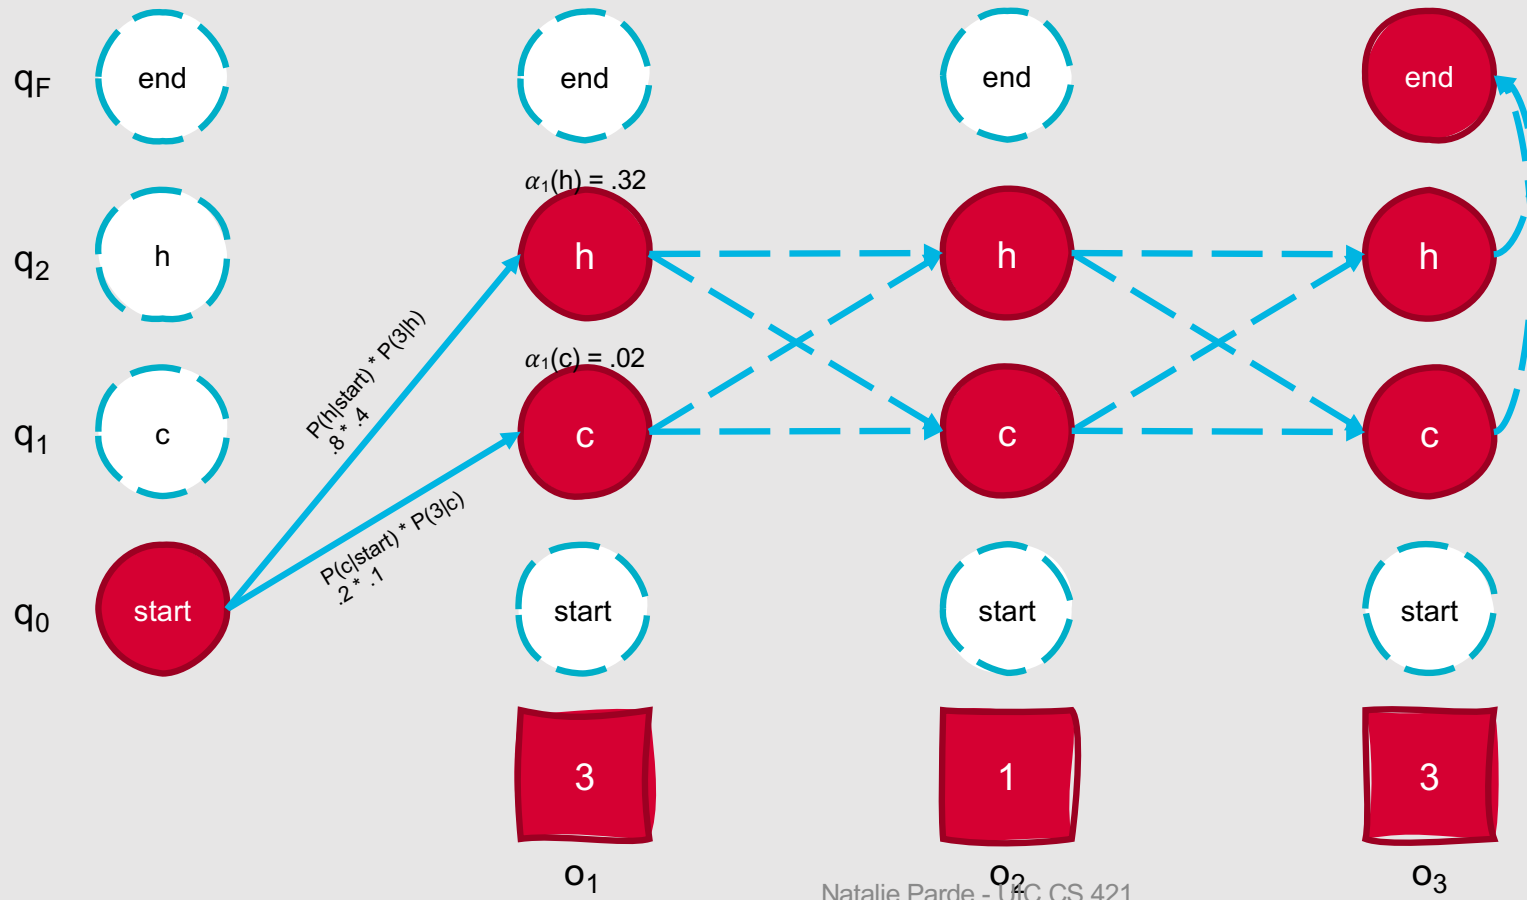 q_F end end end end
α₁(h) = .32
q₂ h h h h
P(h|start) * P(3|h)
.8 * .4
α₁(c) = .02
q₁ c c c c
P(c|start) * P(3|c)
.2 * .1
q₀ start start start start
3 1 3
o₁ o₂ o₃
Natalie Parde - UIC CS 421